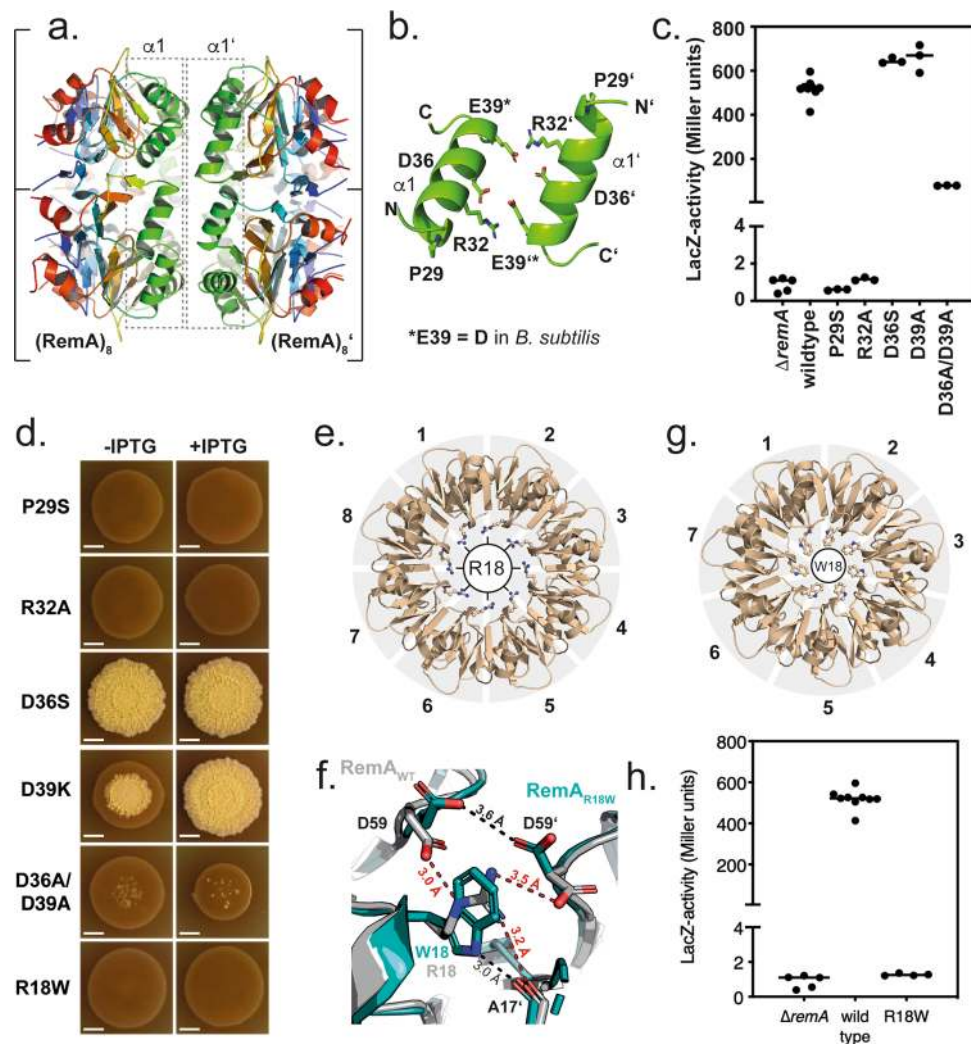 a.
α1
α1‘
(RemA)₈
(RemA)₈‘
b.
P29‘
E39*
C
N‘
R32‘
D36
α1‘
α1
D36‘
N
R32
C‘
E39‘*
P29
*E39 = D in B. subtilis
c.
LacZ-activity (Miller units)
800
600
400
200
4
2
0
ΔremA
wildtype
P29S
R32A
D36S
D39A
D36A/D39A
d.
-IPTG
+IPTG
P29S
R32A
D36S
D39K
D36A/
D39A
R18W
e.
1
2
3
4
5
6
7
8
R18
g.
1
2
3
4
5
6
7
W18
f.
RemA_WT
RemA_R18W
3.6 Å
D59
D59‘
3.0 Å
3.5 Å
3.2 Å
W18
R18
3.0 Å
A17‘
h.
LacZ-activity (Miller units)
800
600
400
200
4
2
0
ΔremA
wild
type
R18W